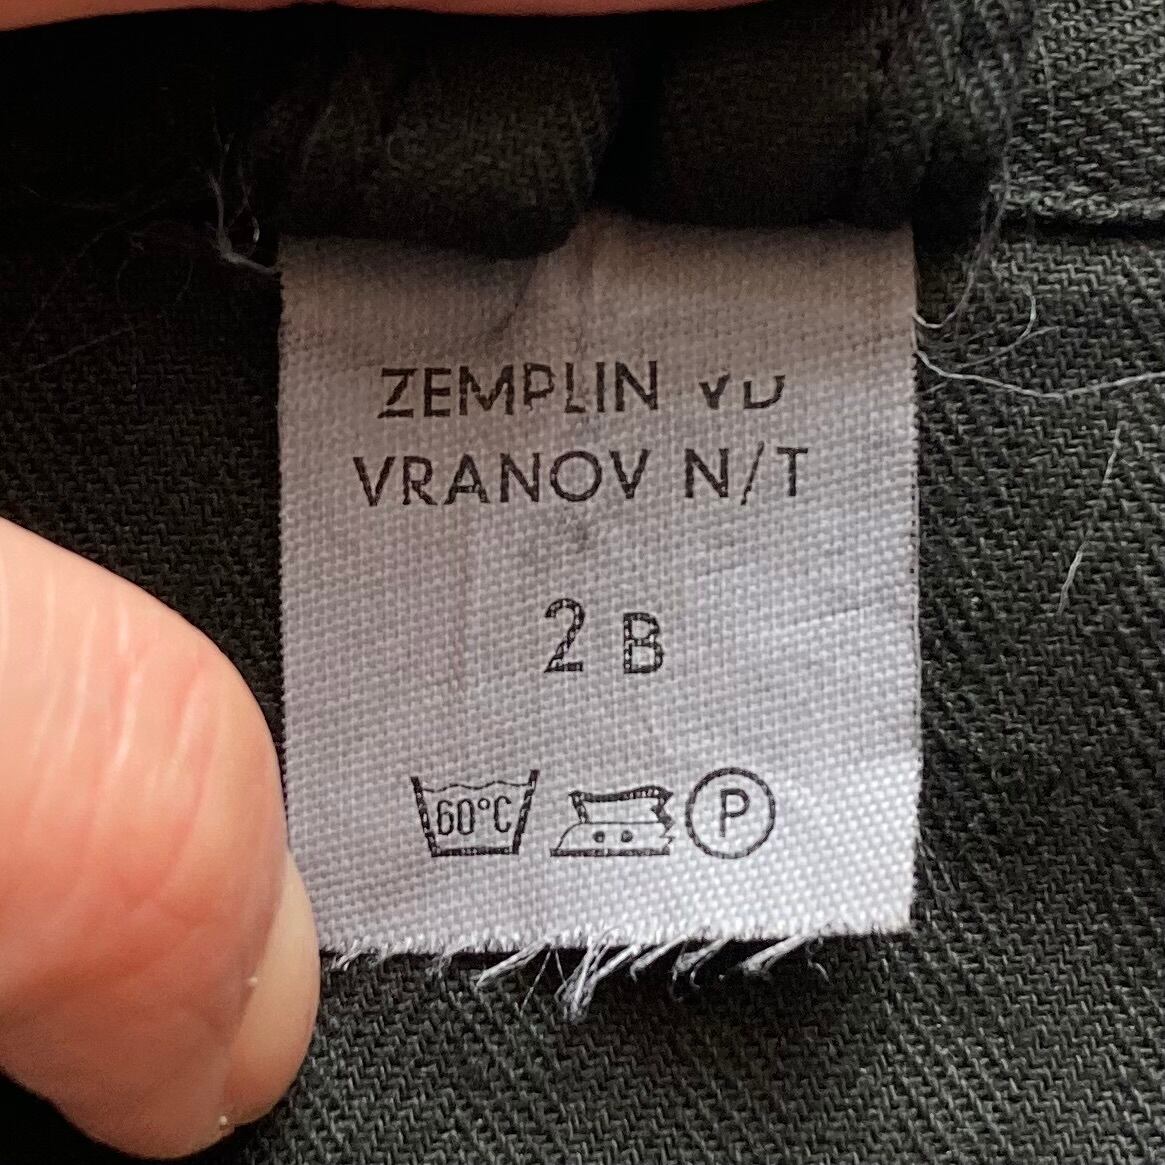 ZEMPLIN VD
VRANOV N/T
2 B
60°C P